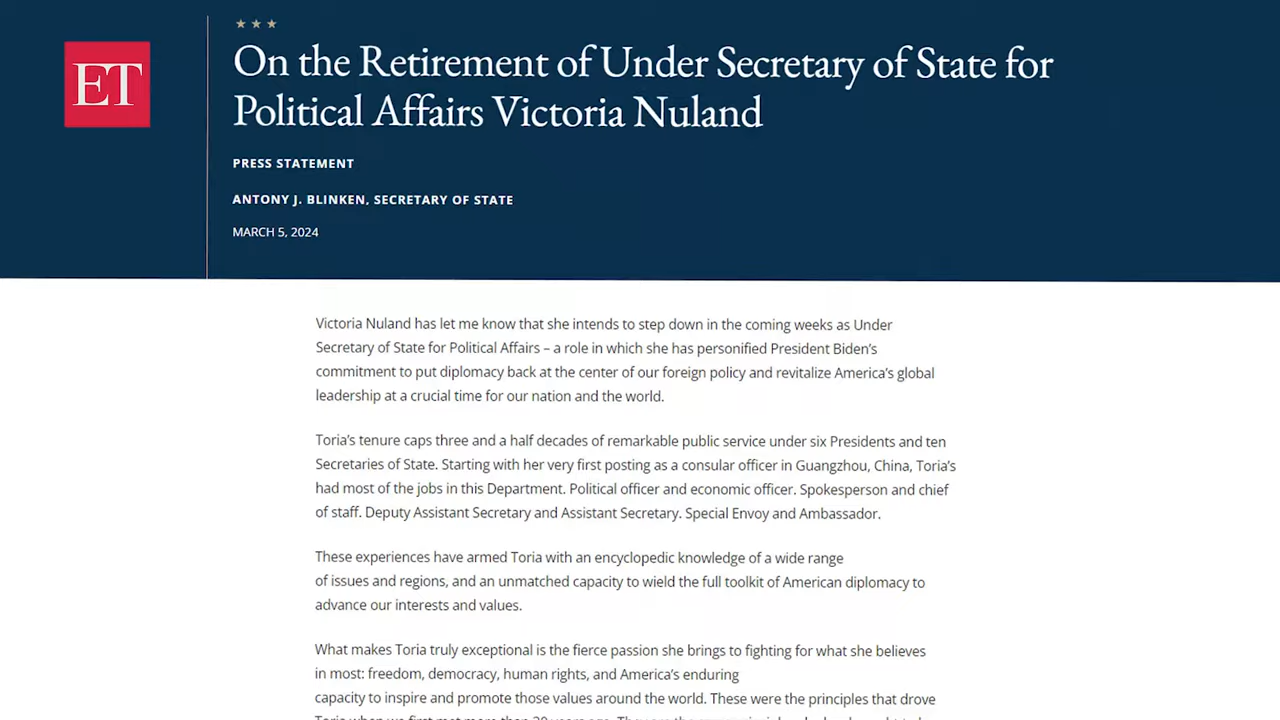 ET
On the Retirement of Under Secretary of State for
Political Affairs Victoria Nuland
PRESS STATEMENT
ANTONY J. BLINKEN, SECRETARY OF STATE
MARCH 5, 2024
Victoria Nuland has let me know that she intends to step down in the coming weeks as Under
Secretary of State for Political Affairs – a role in which she has personified President Biden’s
commitment to put diplomacy back at the center of our foreign policy and revitalize America’s global
leadership at a crucial time for our nation and the world.
Toria’s tenure caps three and a half decades of remarkable public service under six Presidents and ten
Secretaries of State. Starting with her very first posting as a consular officer in Guangzhou, China, Toria’s
had most of the jobs in this Department. Political officer and economic officer. Spokesperson and chief
of staff. Deputy Assistant Secretary and Assistant Secretary. Special Envoy and Ambassador.
These experiences have armed Toria with an encyclopedic knowledge of a wide range
of issues and regions, and an unmatched capacity to wield the full toolkit of American diplomacy to
advance our interests and values.
What makes Toria truly exceptional is the fierce passion she brings to fighting for what she believes
in most: freedom, democracy, human rights, and America’s enduring
capacity to inspire and promote those values around the world. These were the principles that drove